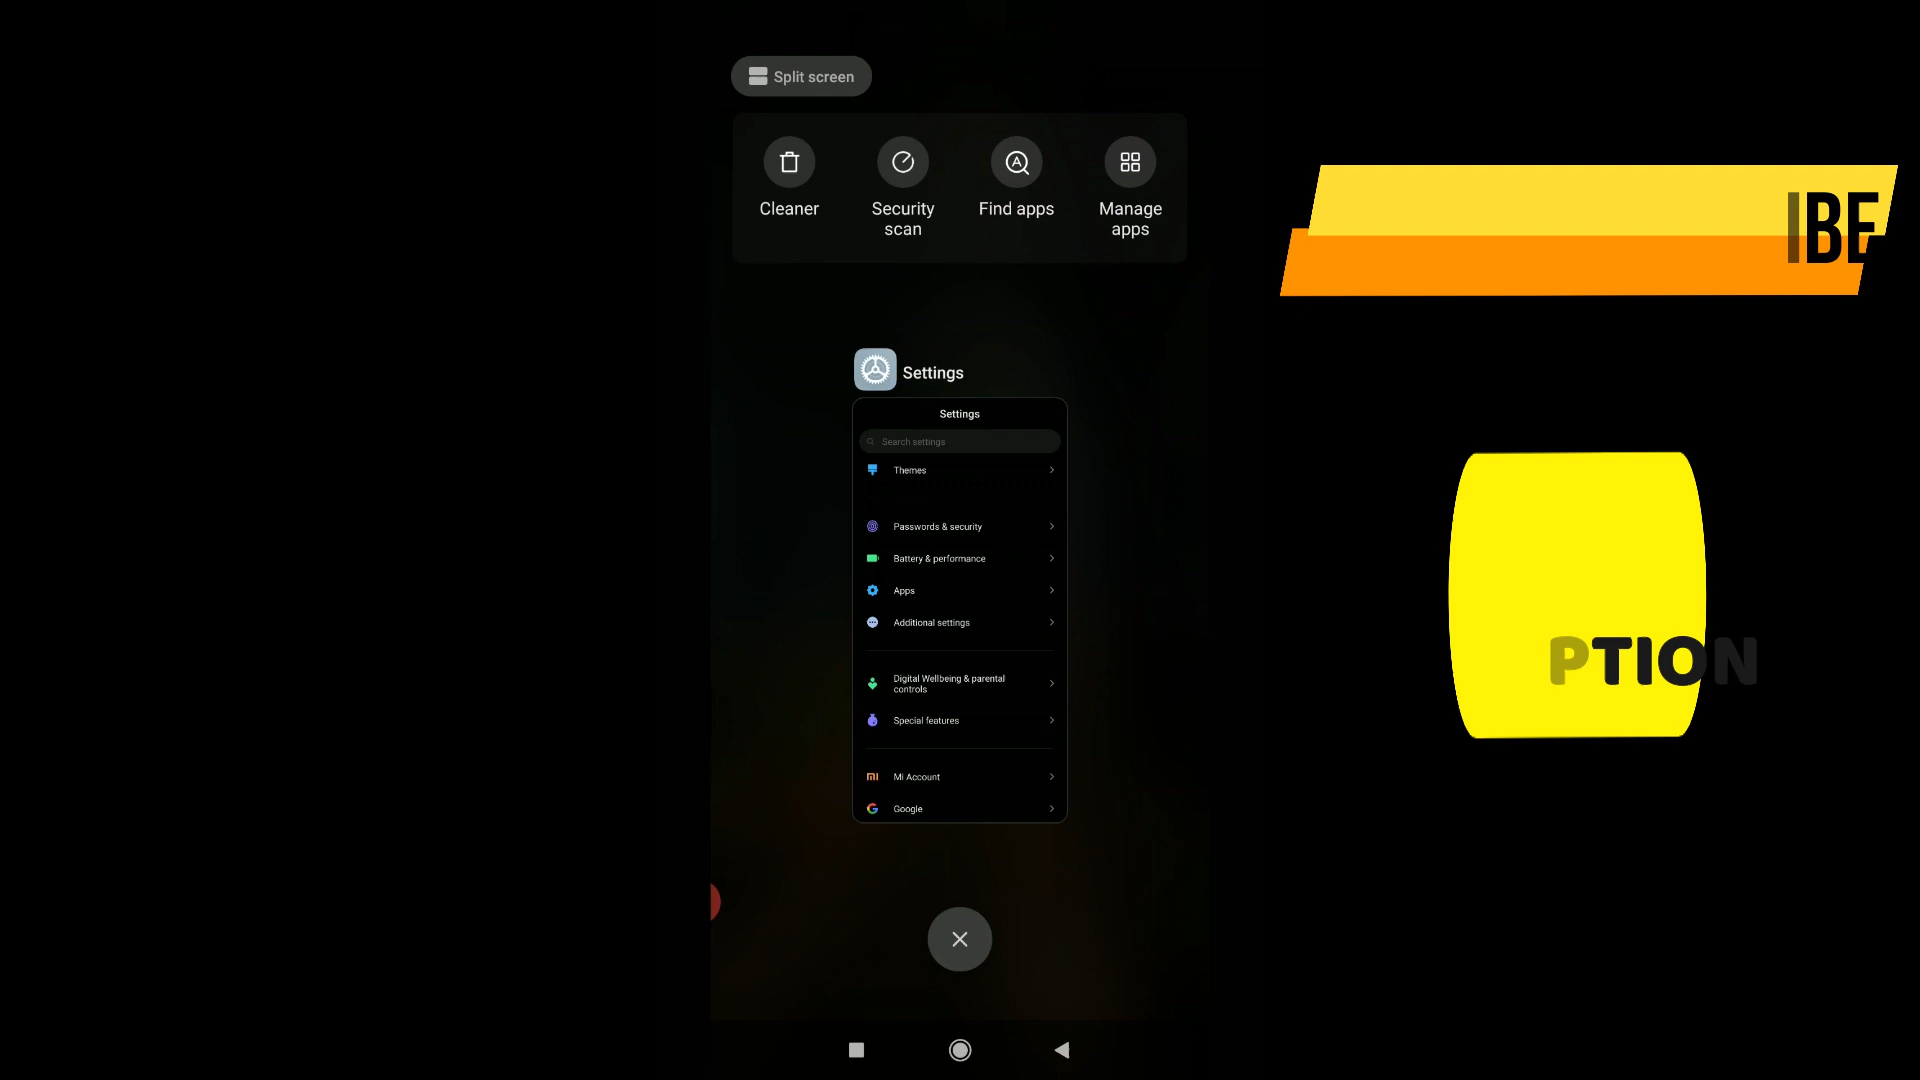 Split screen
Cleaner
Security
scan
Find apps
Manage
apps
Settings
Settings
Search settings
Themes
Passwords & security
Battery & performance
Apps
Additional settings
Digital Wellbeing & parental
controls
Special features
Mi Account
Google
IBE
PTION